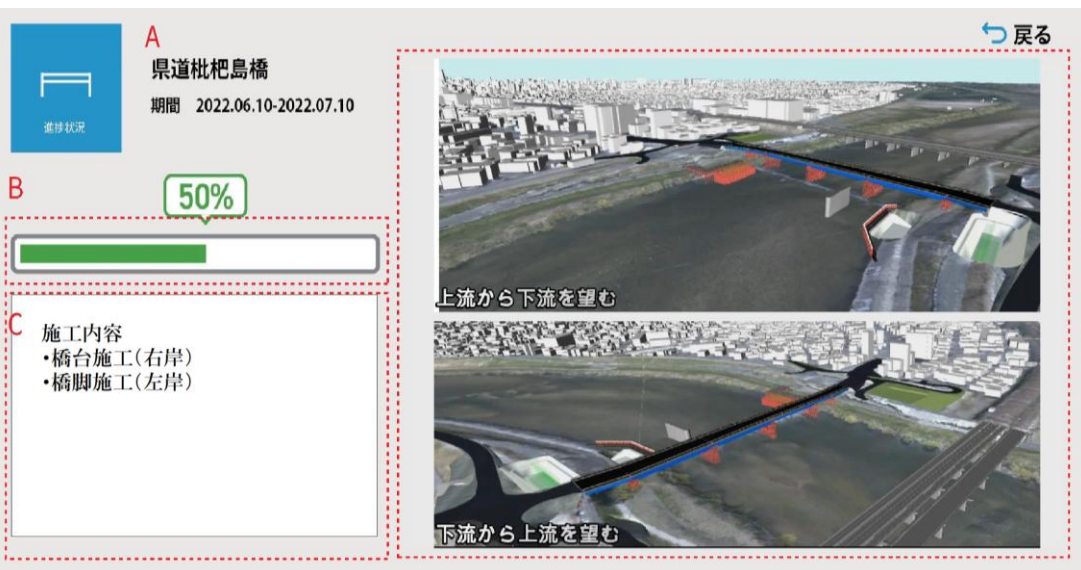 A
県道枇杷島橋
期間 2022.06.10-2022.07.10
進捗状況
戻る
B
50%
C
施工内容
・橋台施工(右岸)
・橋脚施工(左岸)
上流から下流を望む
下流から上流を望む